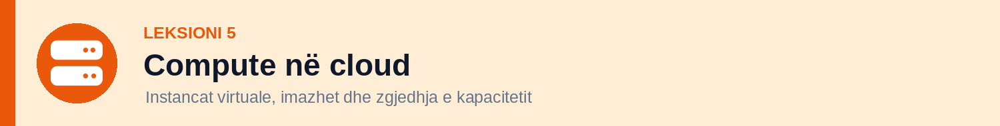 LEKSIONI 5
Compute në cloud
Instancat virtuale, imazhet dhe zgjedhja e kapacitetit